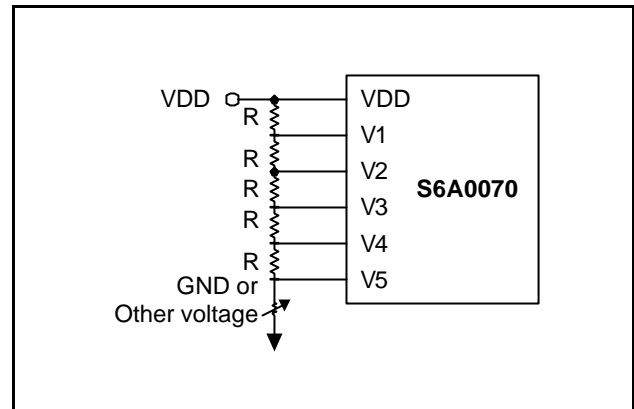 VDD VDD
R
V1
R
V2
R
S6A0070
V3
R
V4
R
V5
GND or
Other voltage